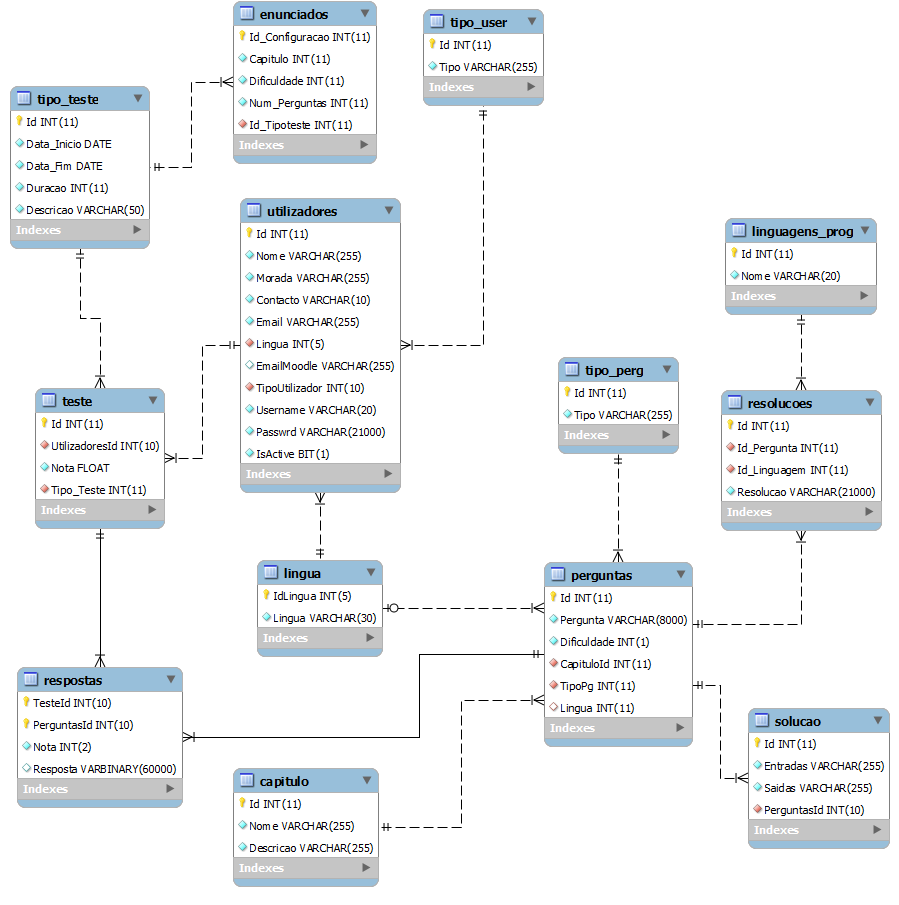 enunciados
Id_Configuracao INT(11)
Capitulo INT(11)
Dificuldade INT(11)
Num_Perguntas INT(11)
Id_Tipoteste INT(11)
Indexes
tipo_user
Id INT(11)
Tipo VARCHAR(255)
Indexes
tipo_teste
Id INT(11)
Data_Inicio DATE
Data_Fim DATE
Duracao INT(11)
Descricao VARCHAR(50)
Indexes
utilizadores
Id INT(11)
Nome VARCHAR(255)
Morada VARCHAR(255)
Contacto VARCHAR(10)
Email VARCHAR(255)
Lingua INT(5)
EmailMoodle VARCHAR(255)
TipoUtilizador INT(10)
Username VARCHAR(20)
Passwrd VARCHAR(21000)
IsActive BIT(1)
Indexes
linguagens_prog
Id INT(11)
Nome VARCHAR(20)
Indexes
tipo_perg
Id INT(11)
Tipo VARCHAR(255)
Indexes
teste
Id INT(11)
UtilizadoresId INT(10)
Nota FLOAT
Tipo_Teste INT(11)
Indexes
resolucoes
Id INT(11)
Id_Pergunta INT(11)
Id_Linguagem INT(11)
Resolucao VARCHAR(21000)
Indexes
lingua
IdLingua INT(5)
Lingua VARCHAR(30)
Indexes
perguntas
Id INT(11)
Pergunta VARCHAR(8000)
Dificuldade INT(1)
CapituloId INT(11)
TipoPg INT(11)
Lingua INT(11)
Indexes
respostas
TesteId INT(10)
PerguntasId INT(10)
Nota INT(2)
Resposta VARBINARY(60000)
Indexes
solucao
Id INT(11)
Entradas VARCHAR(255)
Saidas VARCHAR(255)
PerguntasId INT(10)
Indexes
capitulo
Id INT(11)
Nome VARCHAR(255)
Descricao VARCHAR(255)
Indexes